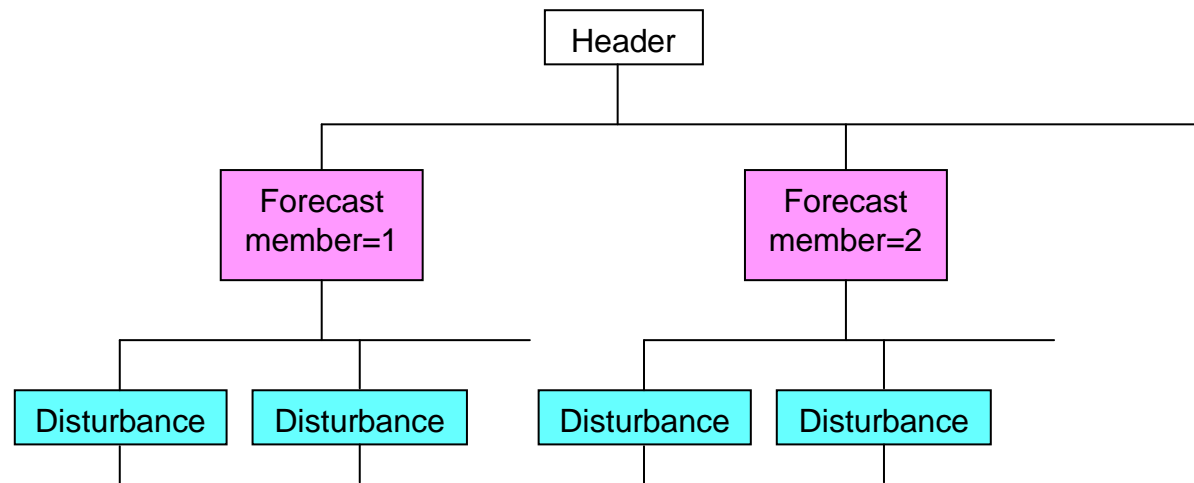 Header
Forecast
member=1
Forecast
member=2
Disturbance
Disturbance
Disturbance
Disturbance